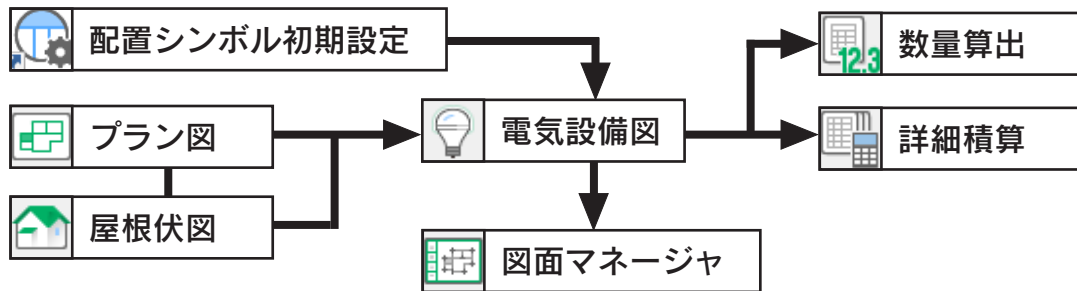 配置シンボル初期設定
数量算出
12.3
プラン図
電気設備図
詳細積算
屋根伏図
図面マネージャ